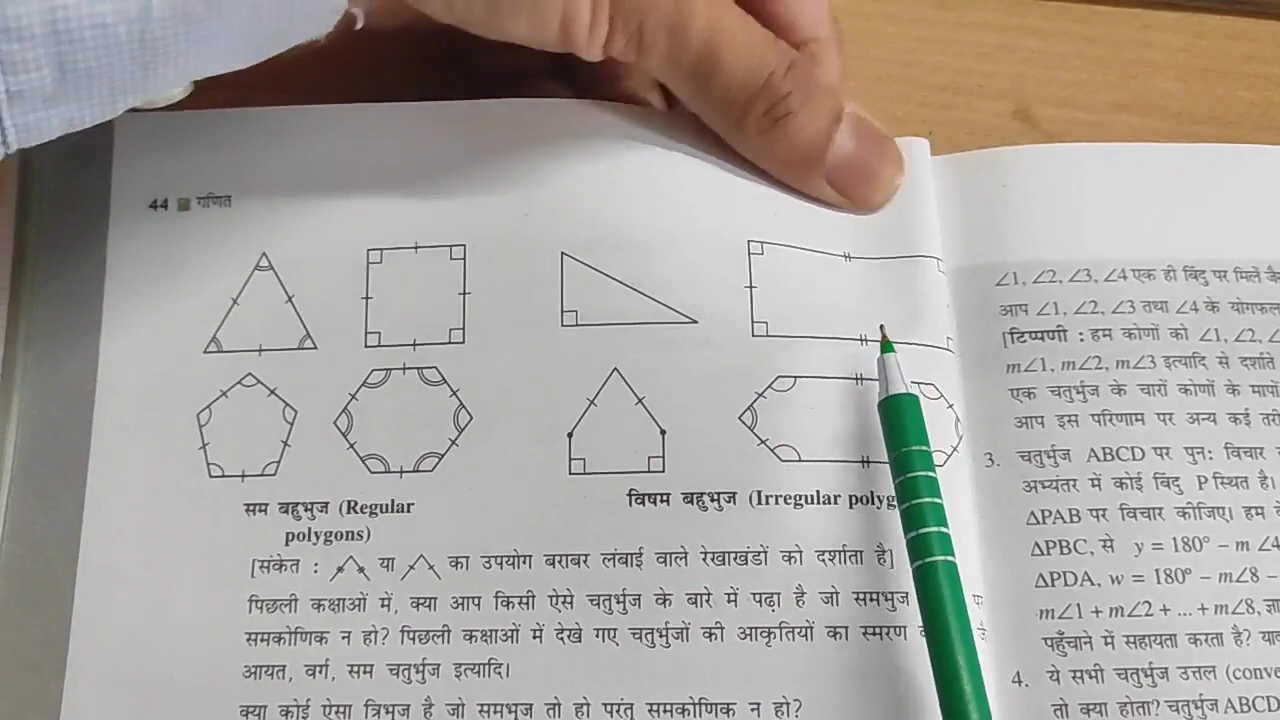 44 गणित
सम बहुभुज (Regular
polygons)
विषम बहुभुज (Irregular
[संकेत : या का उपयोग बराबर लंबाई वाले रेखाखंडों को दर्शाता है]
पिछली कक्षाओं में, क्या आप किसी ऐसे चतुर्भुज के बारे में पढ़ा है जो समभुज
समकोणिक न हो? पिछली कक्षाओं में देखे गए चतुर्भुजों की आकृतियों का स्मरण
आयत, वर्ग, सम चतुर्भुज इत्यादि।
क्या कोई ऐसा त्रिभुज है जो समभुज तो हो परंतु समकोणिक न हो?
∠1, ∠2, ∠3, ∠4 एक ही बिंदु पर मिलें
आप ∠1, ∠2, ∠3 तथा ∠4 के योगफल
[टिप्पणी : हम कोणों को ∠1, ∠2,
m∠1, m∠2, m∠3 इत्यादि से दर्शाते
एक चतुर्भुज के चारों कोणों के मापों
आप इस परिणाम पर अन्य कई
3. चतुर्भुज ABCD पर पुन: विचार
अभ्यंतर में कोई बिंदु P स्थित है।
ΔPAB पर विचार कीजिए। हम
ΔPBC, से y = 180° – m ∠4
ΔPDA, w = 180° – m∠8 –
m∠1 + m∠2 + ... + m∠8,
पहुँचाने में सहायता करता है?
4. ये सभी चतुर्भुज उत्तल
तो क्या होता? चतुर्भुज ABCD